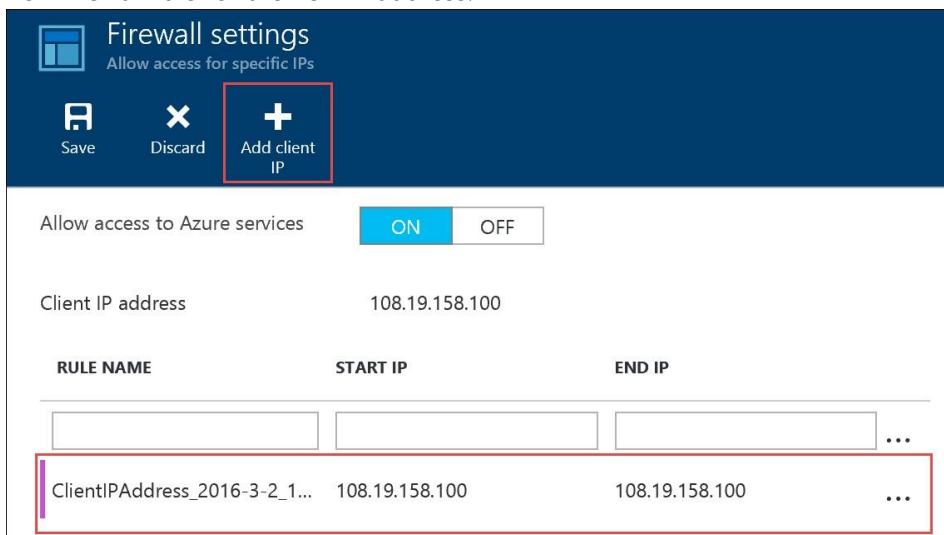 Firewall settings
Allow access for specific IPs
Save Discard Add client
IP
Allow access to Azure services ON OFF
Client IP address 108.19.158.100
RULE NAME START IP END IP
...
ClientIPAddress_2016-3-2_1... 108.19.158.100 108.19.158.100 ...